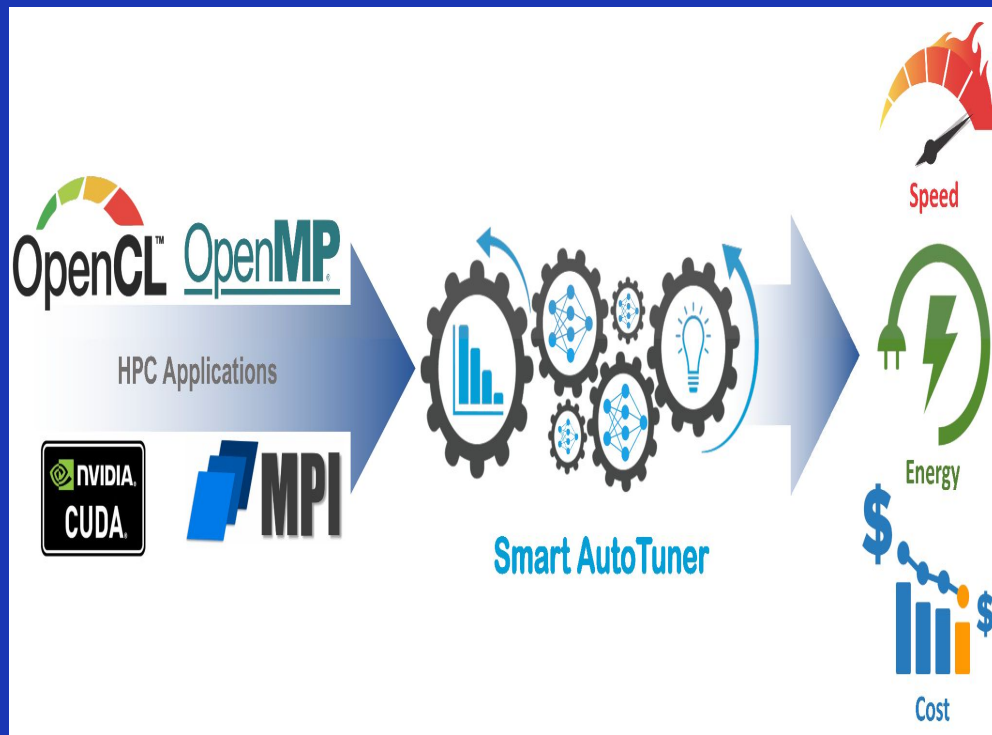 OpenCL™ OpenMP®
HPC Applications
NVIDIA®
CUDA®
MPI
Smart AutoTuner
Speed
Energy
$
$
Cost